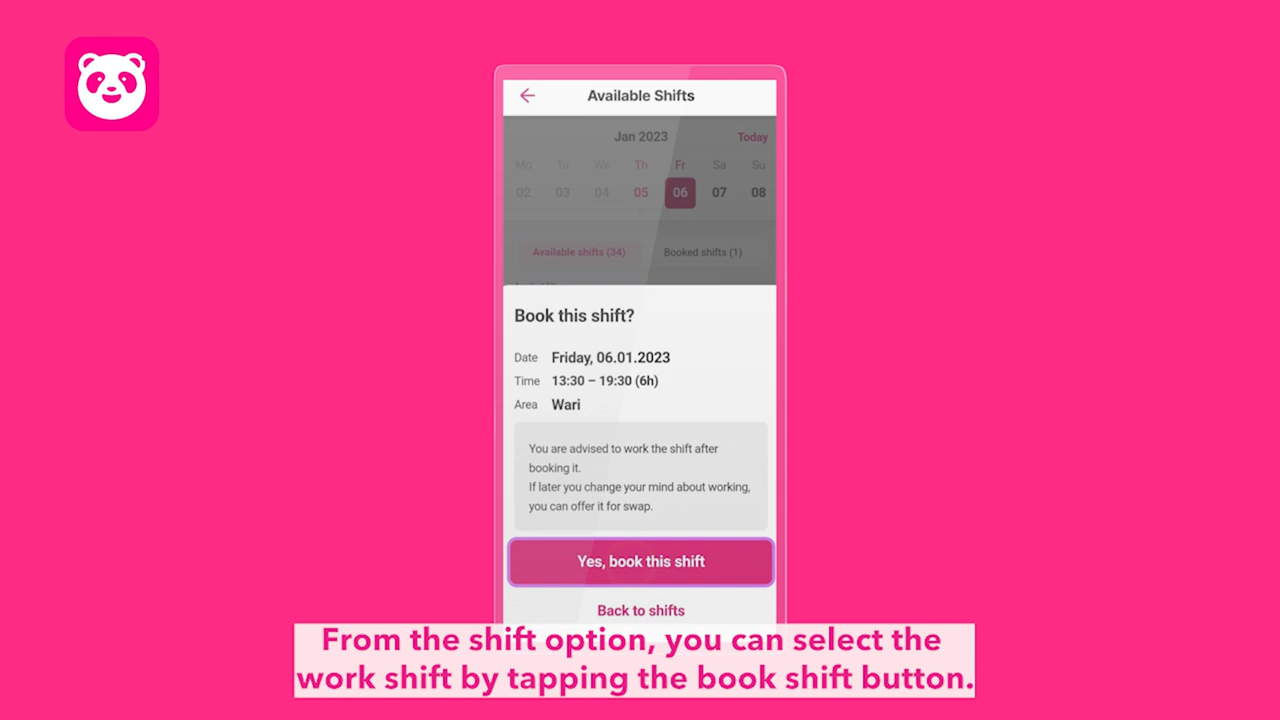 Available Shifts
Jan 2023 Today
Mo Tu We Th Fr Sa Su
02 03 04 05 06 07 08
Available shifts (34) Booked shifts (1)
Book this shift?
Date Friday, 06.01.2023
Time 13:30 – 19:30 (6h)
Area Wari
You are advised to work the shift after
booking it.
If later you change your mind about working,
you can offer it for swap.
Yes, book this shift
Back to shifts
From the shift option, you can select the
work shift by tapping the book shift button.